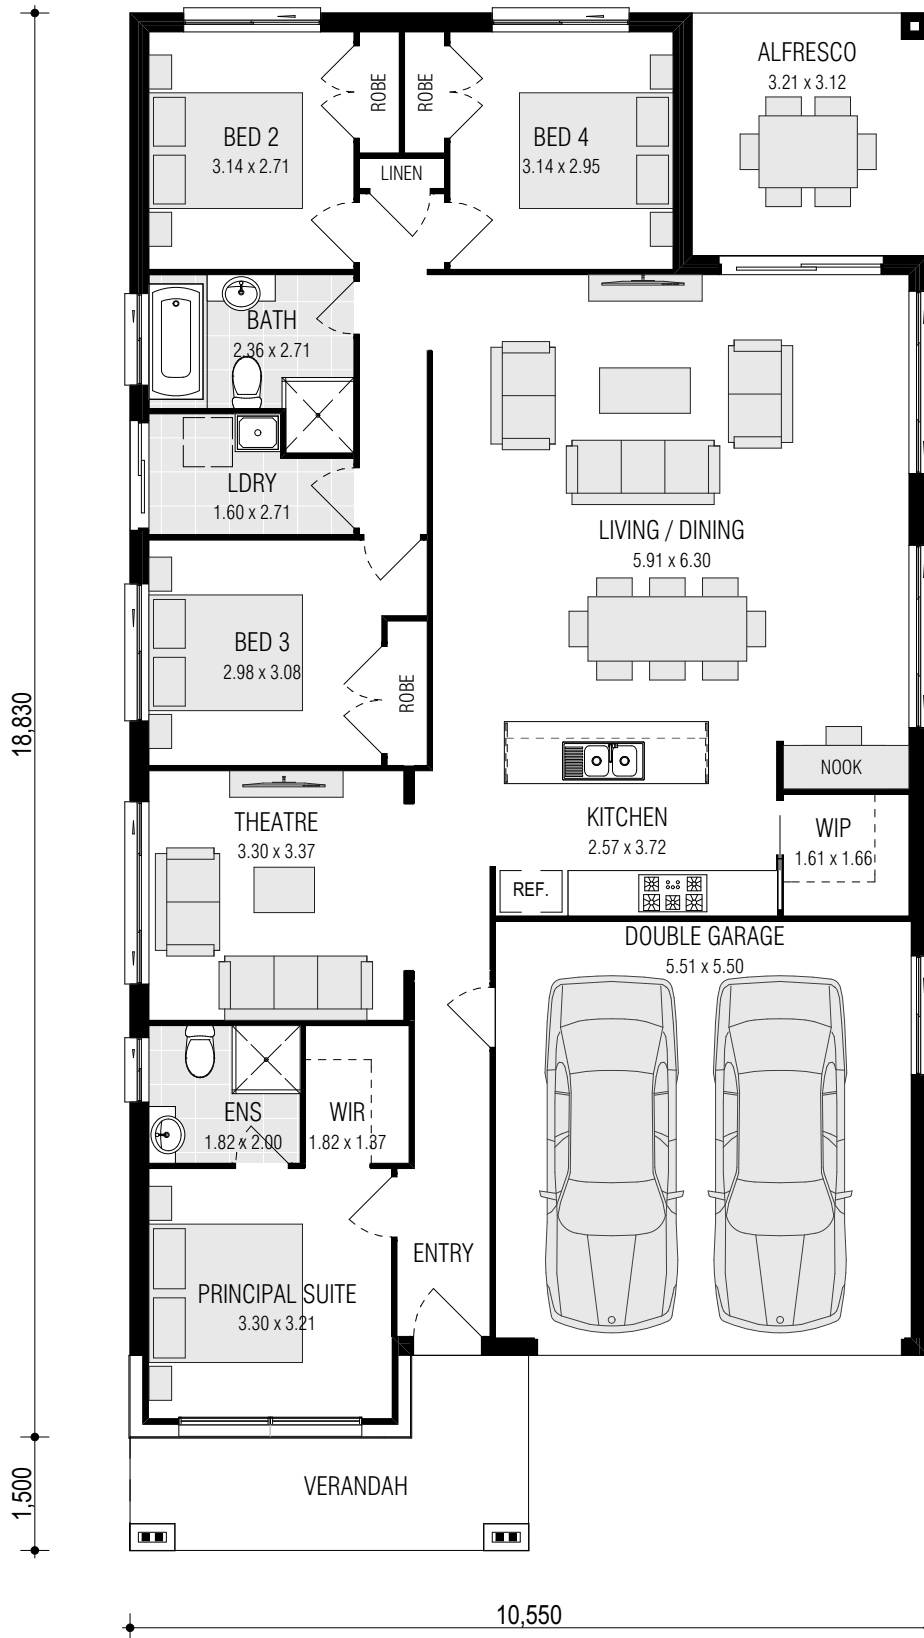 ALFRESCO
3.21 x 3.12
ROBE
ROBE
BED 2
3.14 x 2.71
BED 4
3.14 x 2.95
LINEN
BATH
2.36 x 2.71
LDRY
1.60 x 2.71
LIVING / DINING
5.91 x 6.30
BED 3
2.98 x 3.08
ROBE
18,830
NOOK
THEATRE
3.30 x 3.37
KITCHEN
2.57 x 3.72
WIP
1.61 x 1.66
REF.
DOUBLE GARAGE
5.51 x 5.50
ENS
1.82 x 2.00
WIR
1.82 x 1.37
ENTRY
PRINCIPAL SUITE
3.30 x 3.21
VERANDAH
1,500
10,550